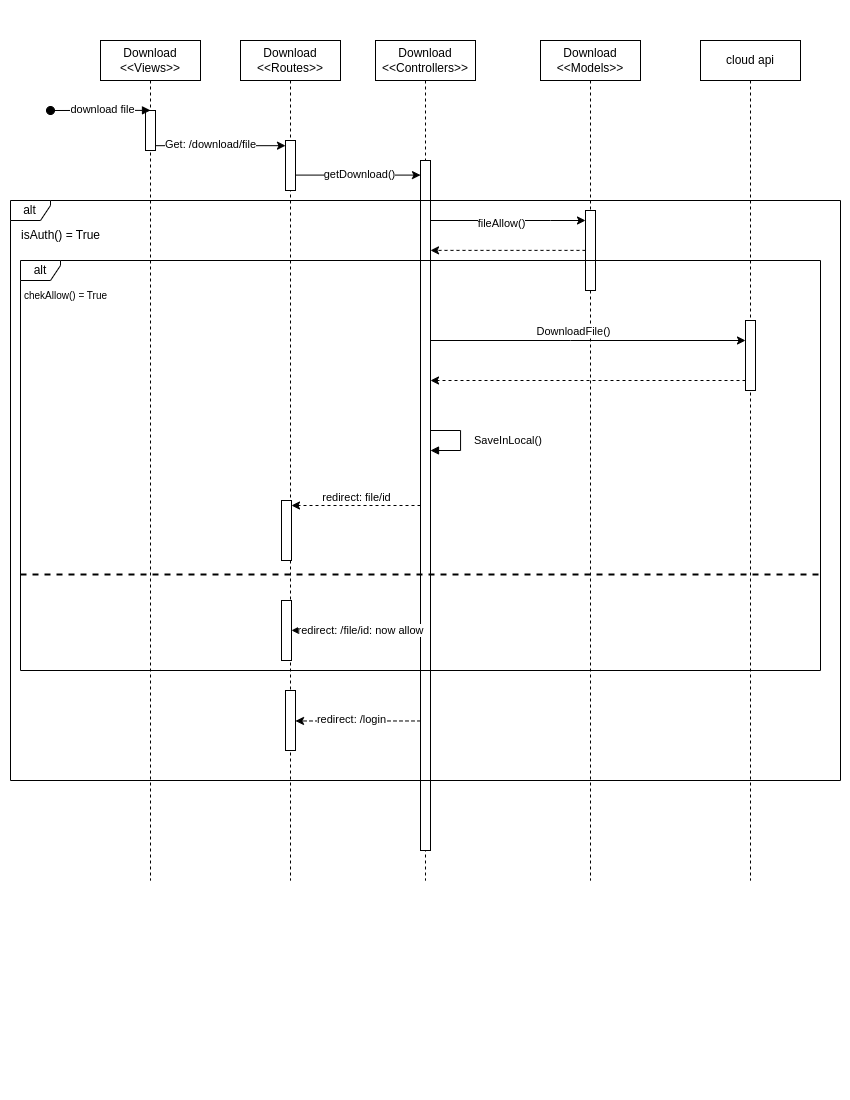 Download
<<Views>>
Download
<<Routes>>
Download
<<Controllers>>
Download
<<Models>>
cloud api
download file
Get: /download/file
getDownload()
alt
fileAllow()
isAuth() = True
alt
chekAllow() = True
DownloadFile()
SaveInLocal()
redirect: file/id
redirect: /file/id: now allow
redirect: /login